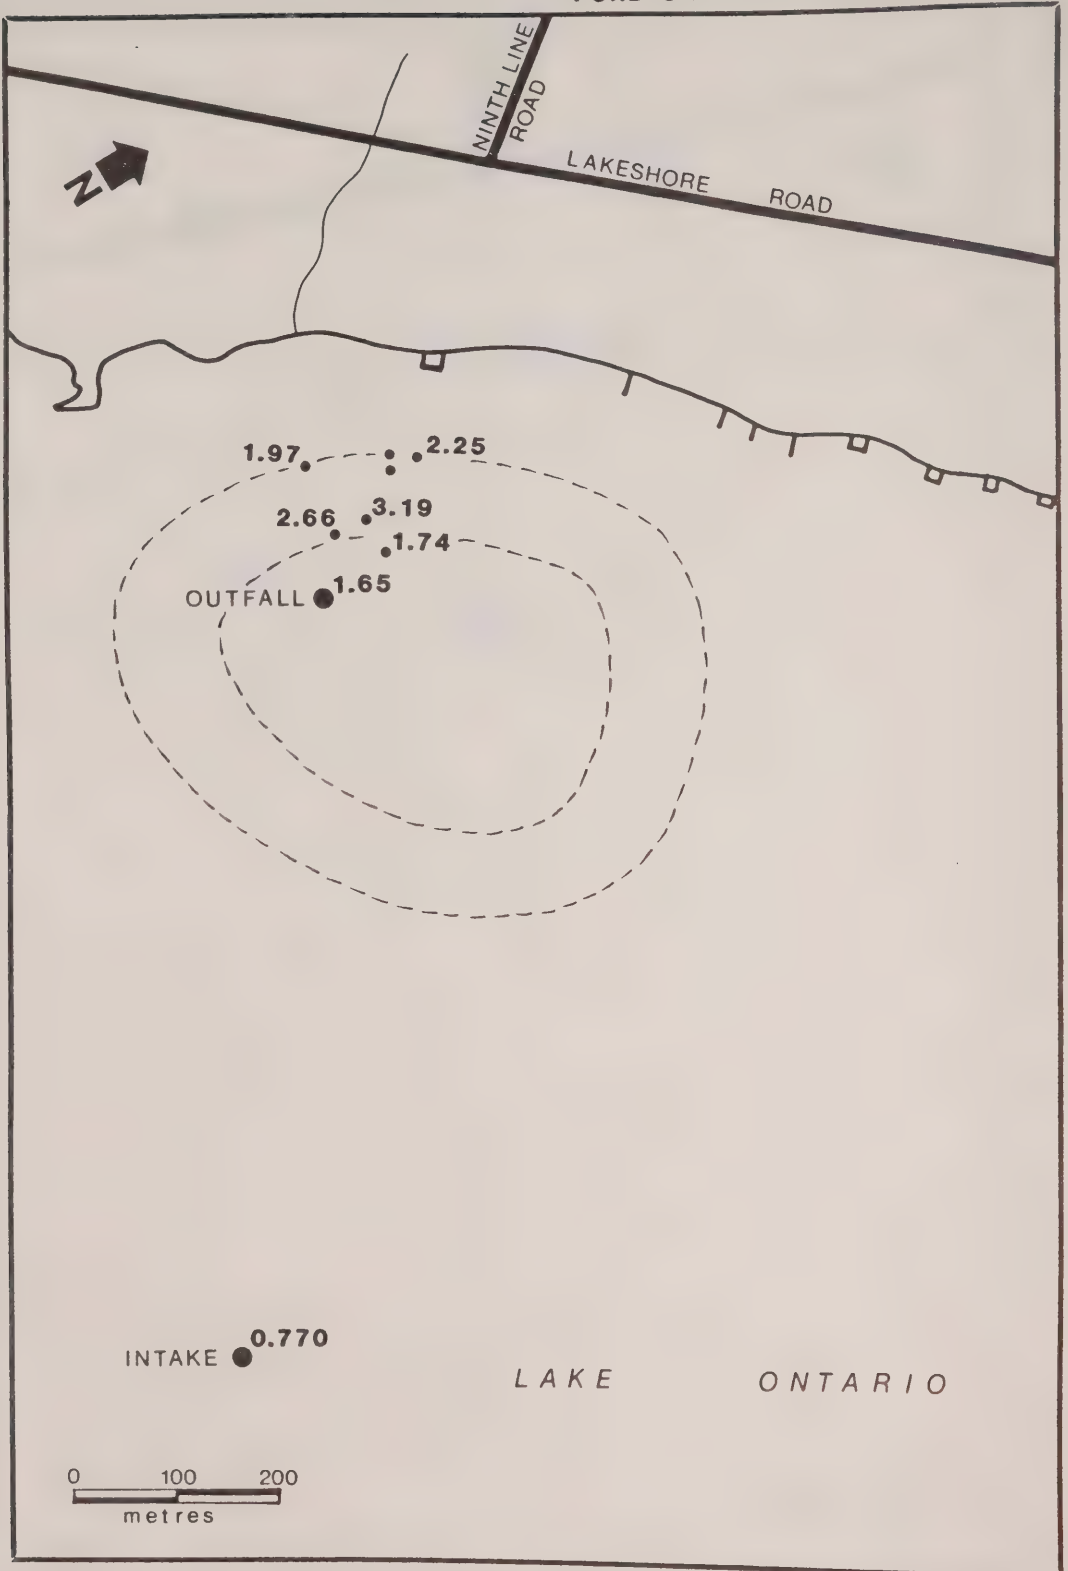 NINTH LINE
ROAD
LAKESHORE ROAD
N
1.97
2.25
3.19
2.66
1.74
1.65
OUTFALL
0.770
INTAKE
LAKE ONTARIO
0 100 200
metres